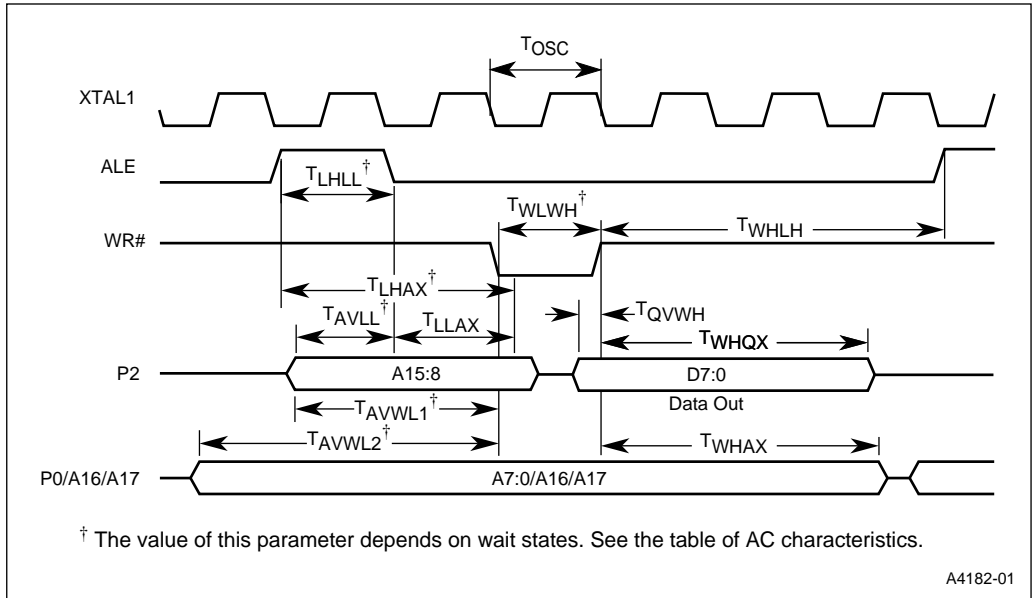 TOSC
XTAL1
ALE
TLHLL†
TWLWH†
TWHLH
WR#
TLHAX†
TQVWH
TAVLL†
TLLAX
TWHQX
P2
A15:8
D7:0
Data Out
TAVWL1†
TAVWL2†
TWHAX
P0/A16/A17
A7:0/A16/A17
† The value of this parameter depends on wait states. See the table of AC characteristics.
A4182-01